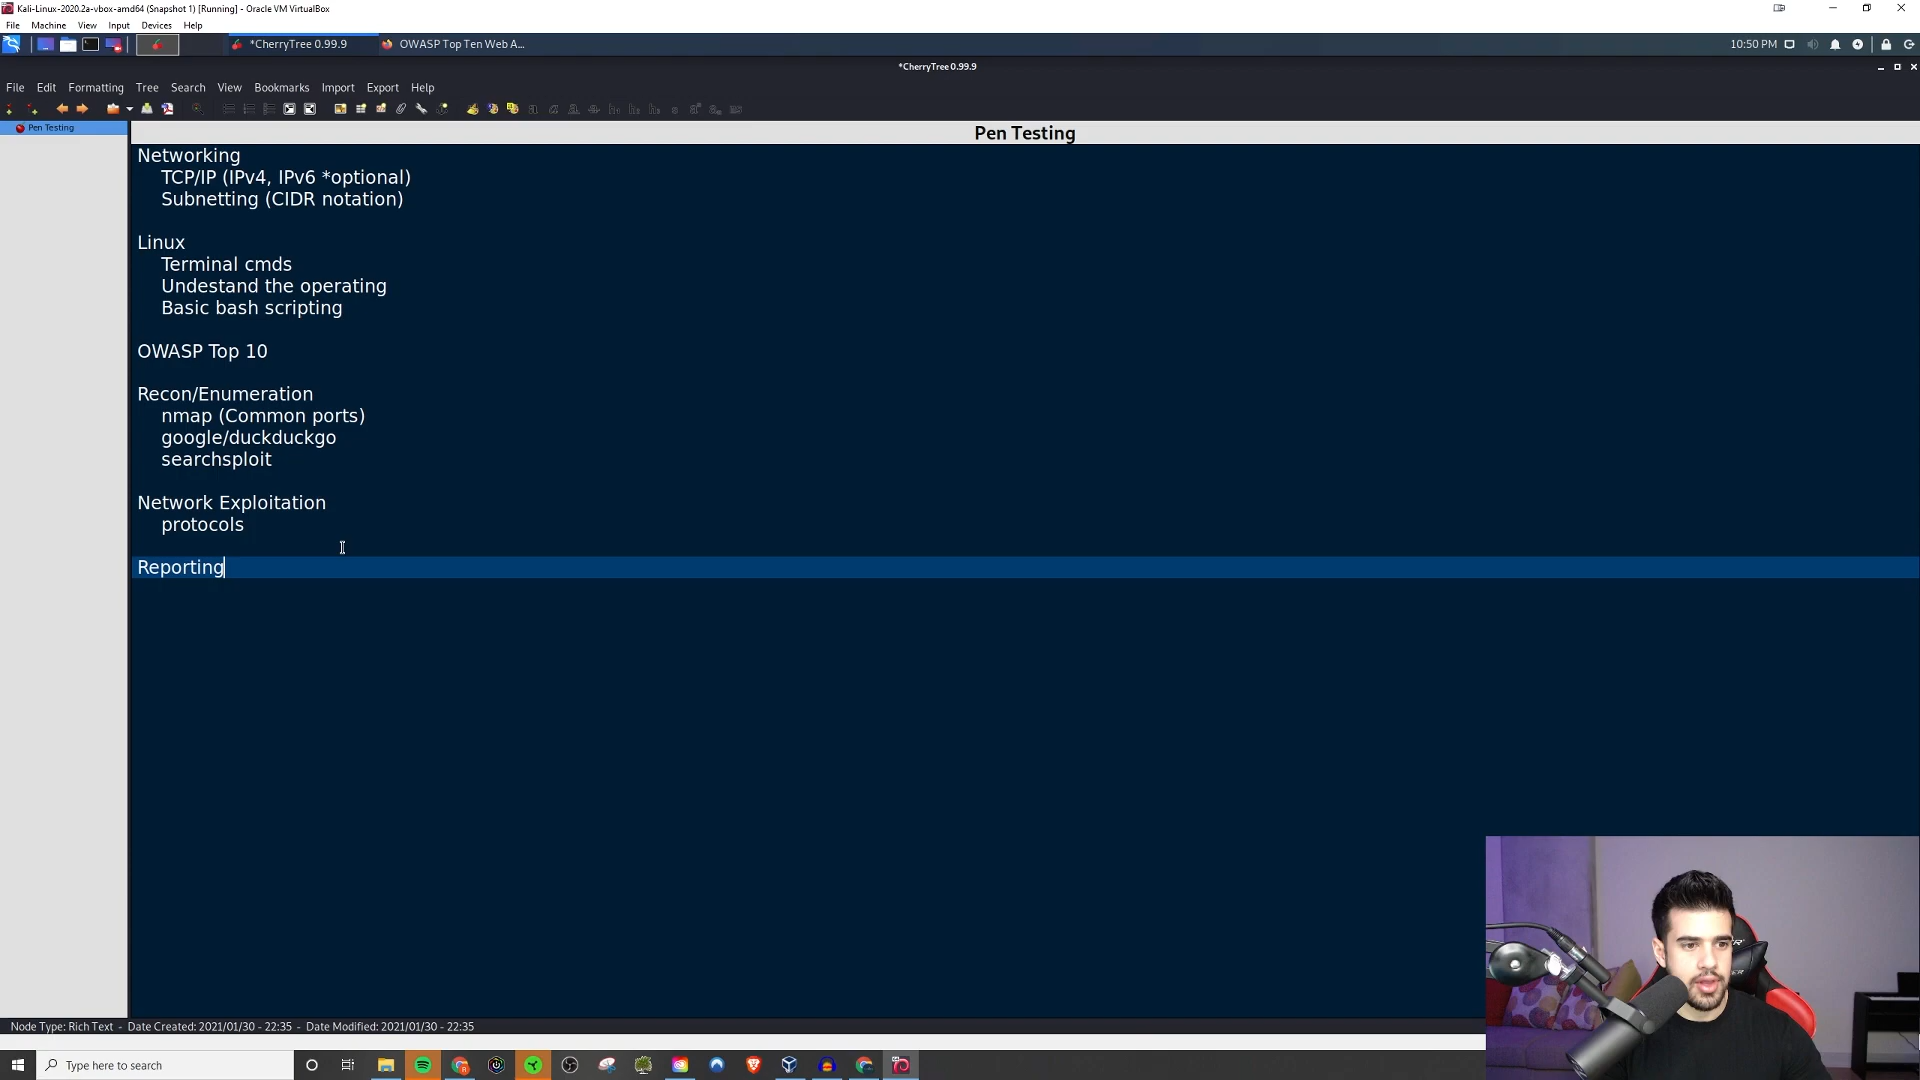 Kali-Linux-2020.2a-vbox-amd64 (Snapshot 1) [Running] - Oracle VM VirtualBox
File Machine View Input Devices Help
*CherryTree 0.99.9 OWASP Top Ten Web A... 10:50 PM
*CherryTree 0.99.9
File Edit Formatting Tree Search View Bookmarks Import Export Help
Pen Testing
Pen Testing
Networking
TCP/IP (IPv4, IPv6 *optional)
Subnetting (CIDR notation)
Linux
Terminal cmds
Undestand the operating
Basic bash scripting
OWASP Top 10
Recon/Enumeration
nmap (Common ports)
google/duckduckgo
searchsploit
Network Exploitation
protocols
Reporting
Node Type: Rich Text - Date Created: 2021/01/30 - 22:35 - Date Modified: 2021/01/30 - 22:35
Type here to search